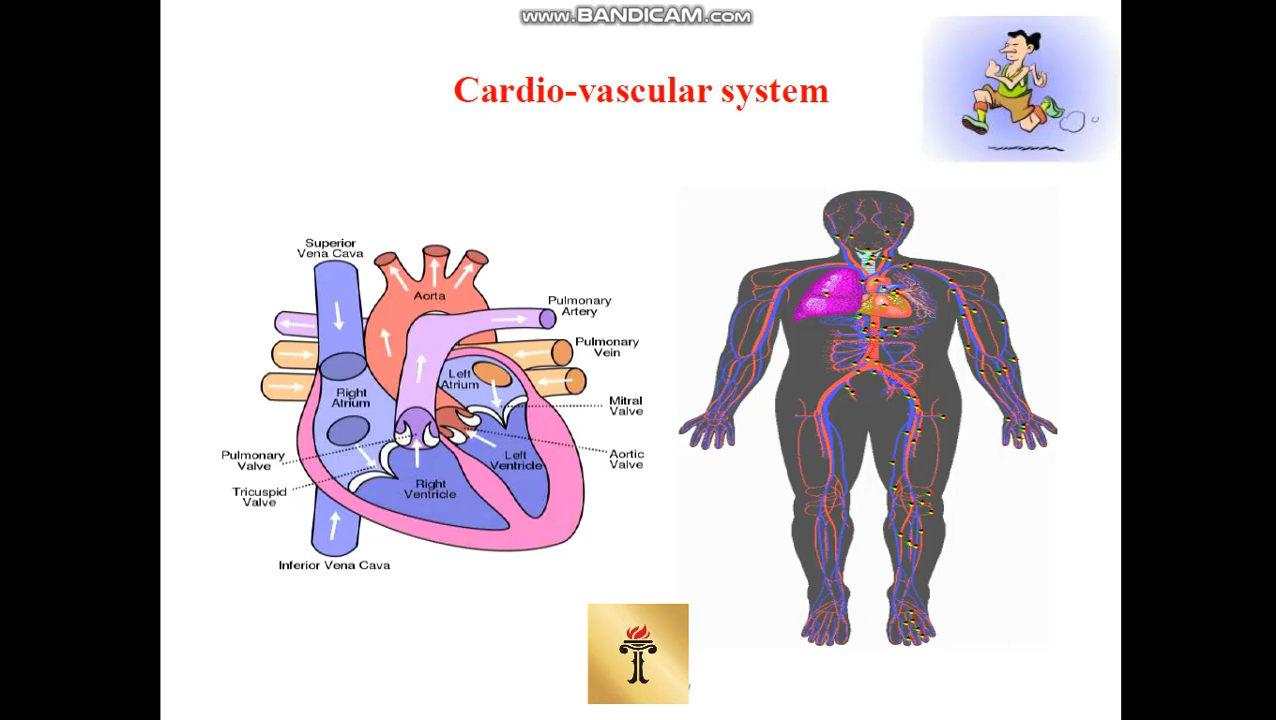 www.BANDICAM.com
Cardio-vascular system
Superior
Vena Cava
Aorta
Pulmonary
Artery
Pulmonary
Vein
Left
Atrium
Right
Atrium
Mitral
Valve
Pulmonary
Valve
Left
Ventricle
Aortic
Valve
Right
Ventricle
Tricuspid
Valve
Inferior Vena Cava